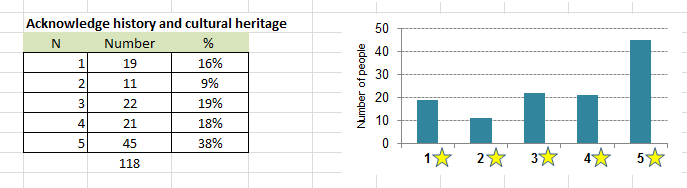 Acknowledge history and cultural heritage
N Number %
1 19 16%
2 11 9%
3 22 19%
4 21 18%
5 45 38%
118
Number of people
50
40
30
20
10
0
1 2 3 4 5